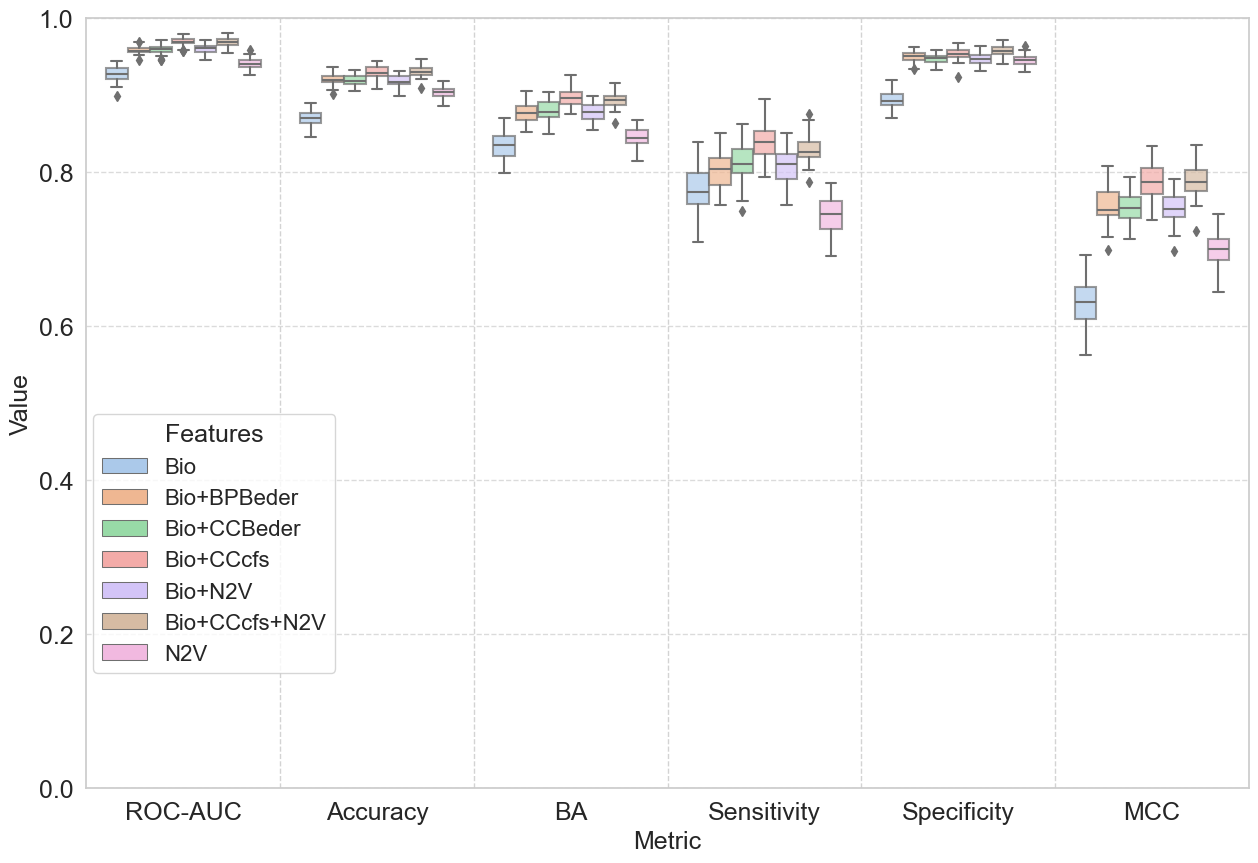 1.0
0.8
0.6
0.4
0.2
0.0
Value
Features
Bio
Bio+BPBeder
Bio+CCBeder
Bio+CCcfs
Bio+N2V
Bio+CCcfs+N2V
N2V
ROC-AUC Accuracy BA Sensitivity Specificity MCC
Metric